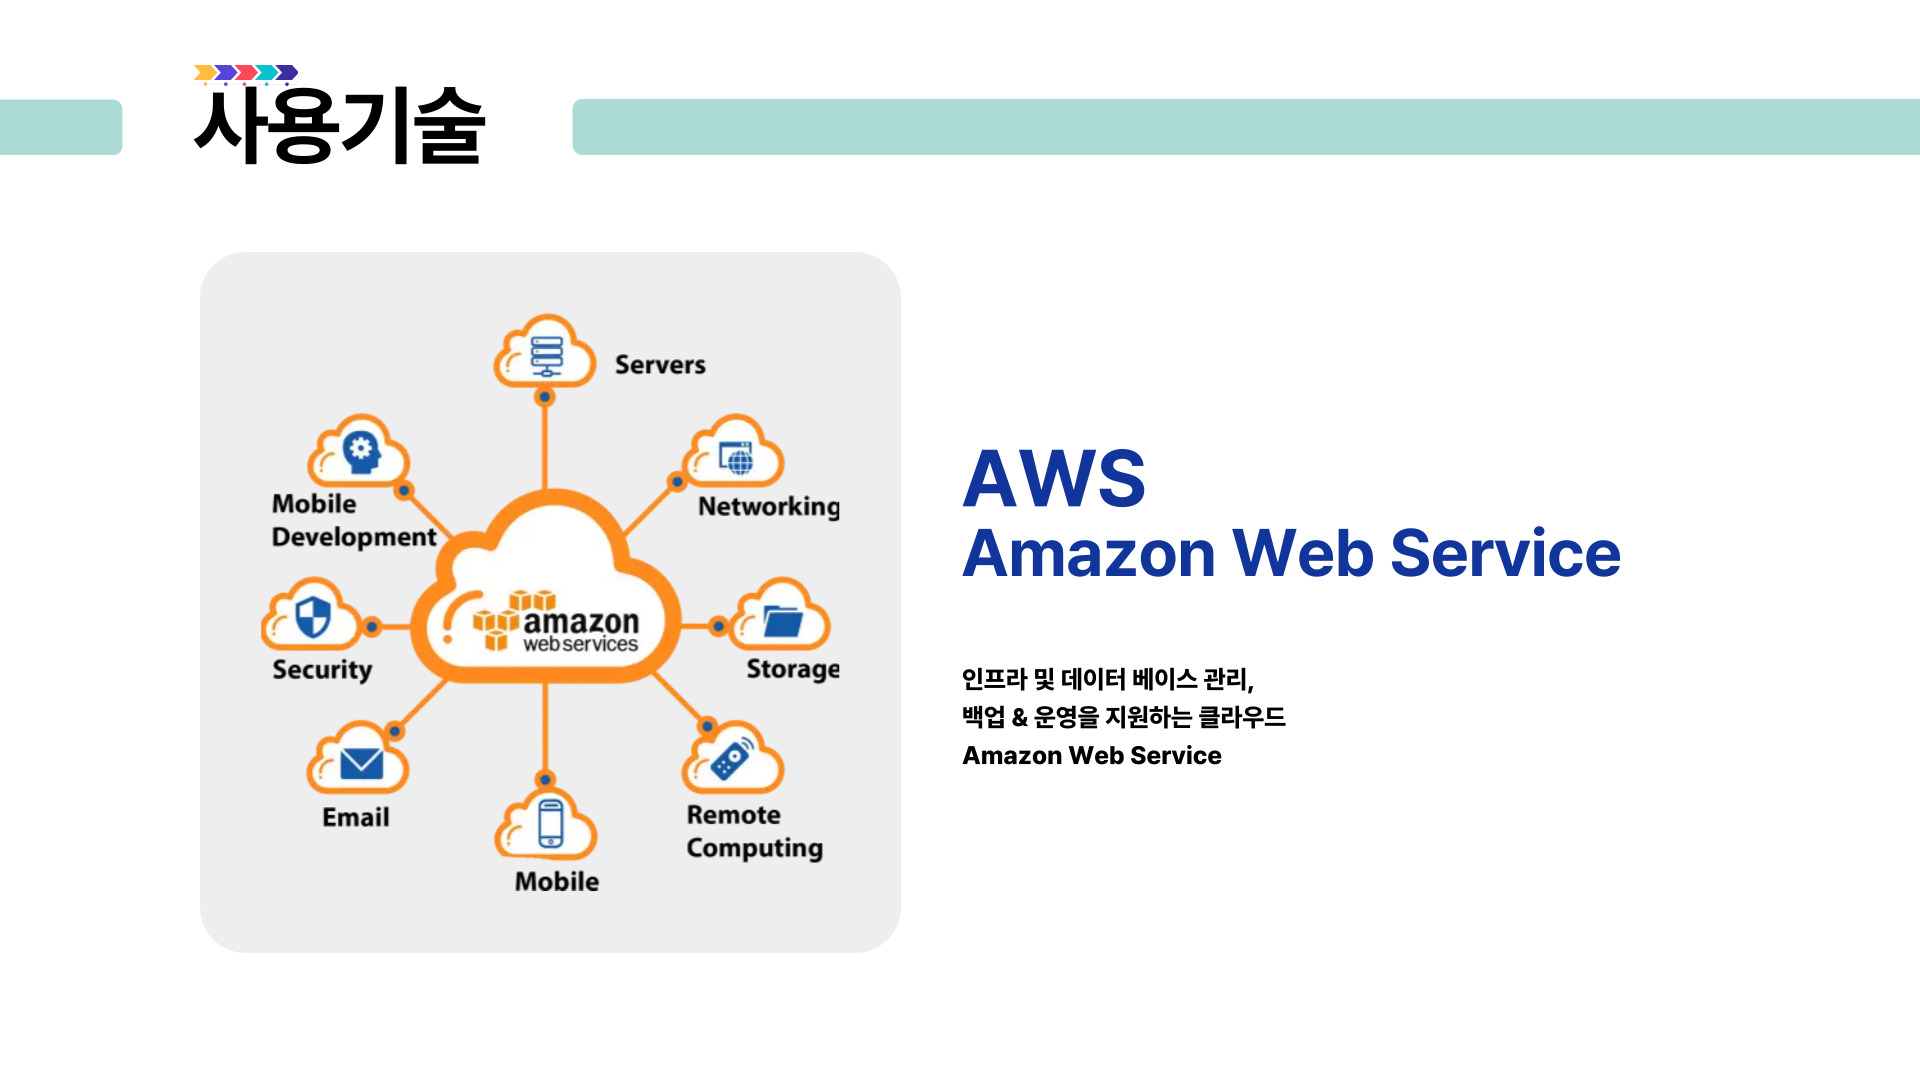 사용기술
Servers
Mobile
Development
Networking
amazon
web services
Security
Storage
Email
Remote
Computing
Mobile
AWS
Amazon Web Service
인프라 및 데이터 베이스 관리,
백업 & 운영을 지원하는 클라우드
Amazon Web Service